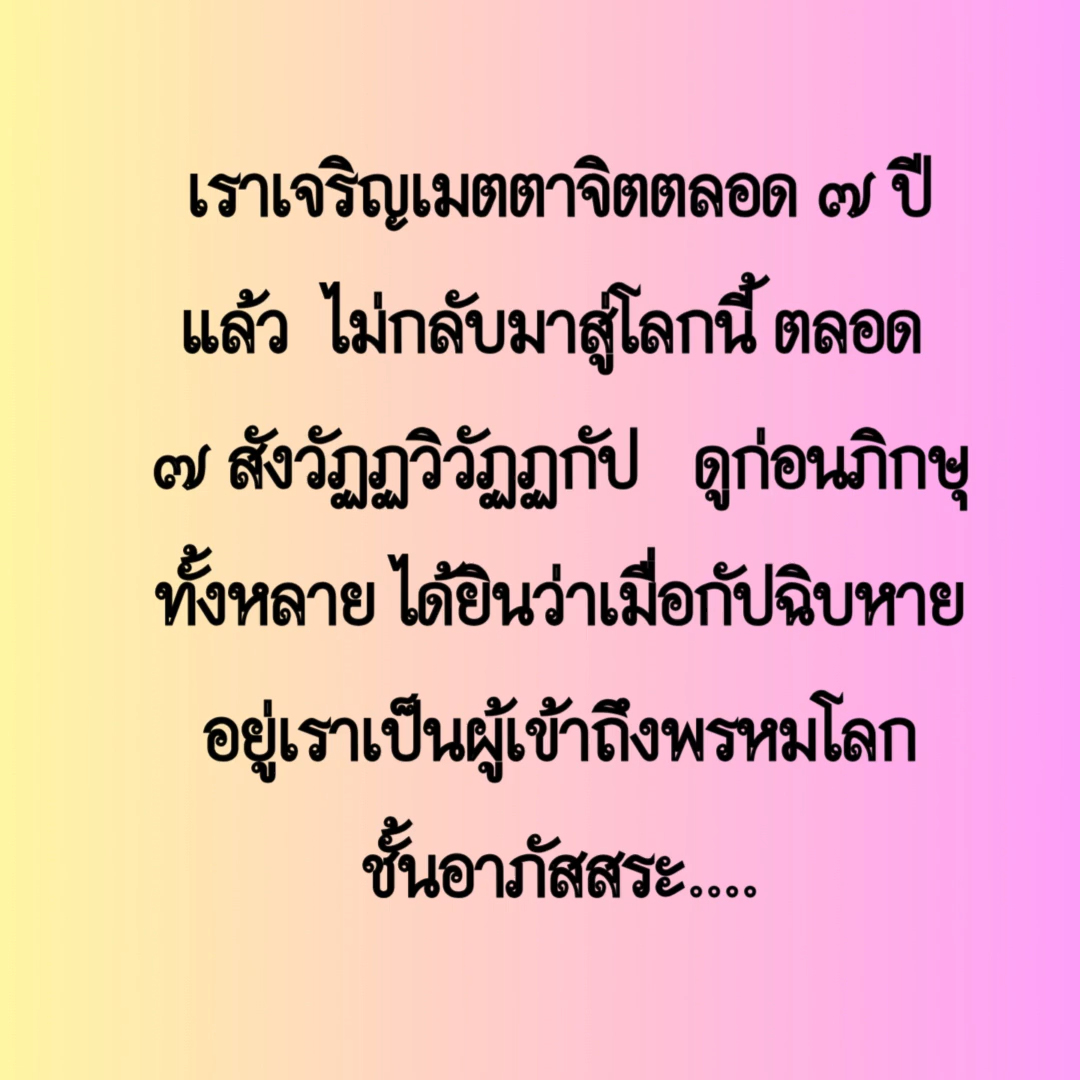 เราเจริญเมตตาจิตตลอด ๗ ปี
แล้ว ไม่กลับมาสู่โลกนี้ ตลอด
๗ สังวัฏฏวิวัฏฏกัป ดูก่อนภิกษุ
ทั้งหลาย ได้ยินว่าเมื่อกัปฉิบหาย
อยู่เราเป็นผู้เข้าถึงพรหมโลก
ชั้นอาภัสสระ....